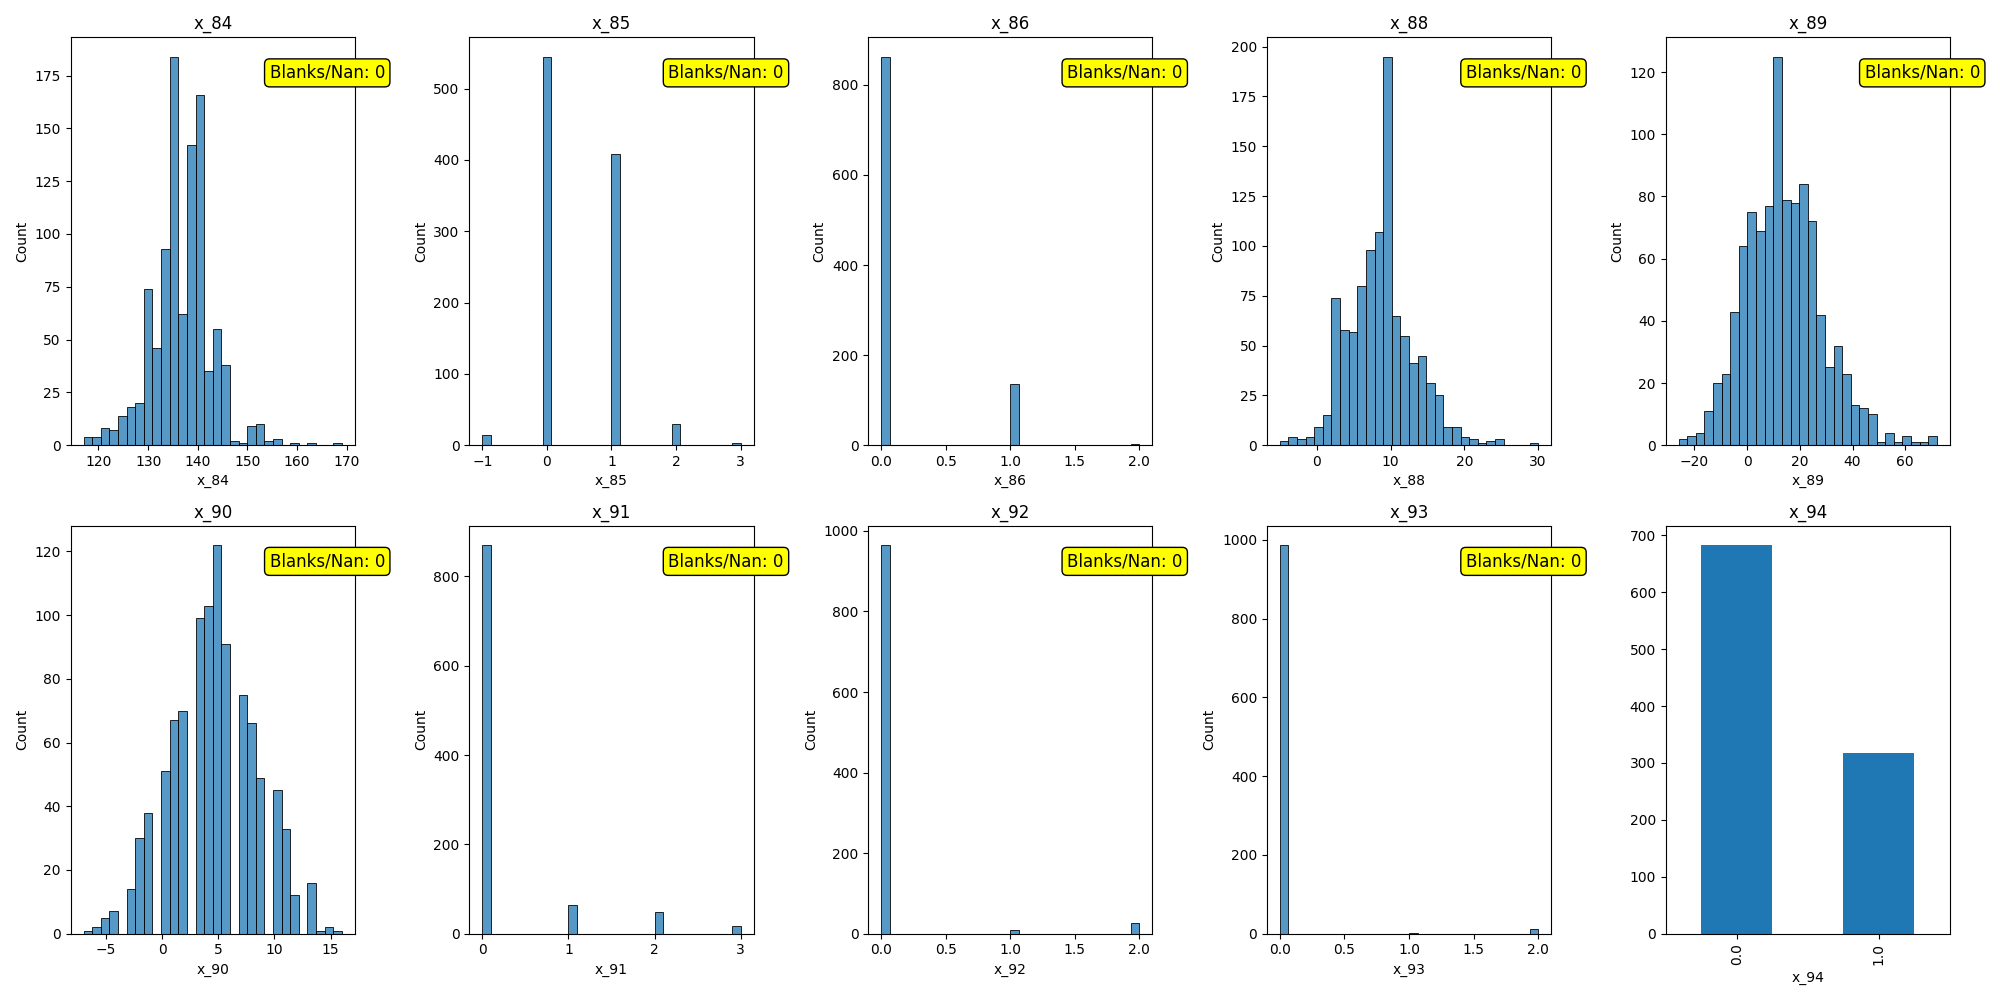 x_84
Blanks/Nan: 0
Count
175
150
125
100
75
50
25
0
120 130 140 150 160 170
x_84
x_85
Blanks/Nan: 0
Count
500
400
300
200
100
0
−1 0 1 2 3
x_85
x_86
Blanks/Nan: 0
Count
800
600
400
200
0
0.0 0.5 1.0 1.5 2.0
x_86
x_88
Blanks/Nan: 0
Count
200
175
150
125
100
75
50
25
0
0 10 20 30
x_88
x_89
Blanks/Nan: 0
Count
120
100
80
60
40
20
0
−20 0 20 40 60
x_89
x_90
Blanks/Nan: 0
Count
120
100
80
60
40
20
0
−5 0 5 10 15
x_90
x_91
Blanks/Nan: 0
Count
800
600
400
200
0
0 1 2 3
x_91
x_92
Blanks/Nan: 0
Count
1000
800
600
400
200
0
0.0 0.5 1.0 1.5 2.0
x_92
x_93
Blanks/Nan: 0
Count
1000
800
600
400
200
0
0.0 0.5 1.0 1.5 2.0
x_93
x_94
700
600
500
400
300
200
100
0
0.0 1.0
x_94